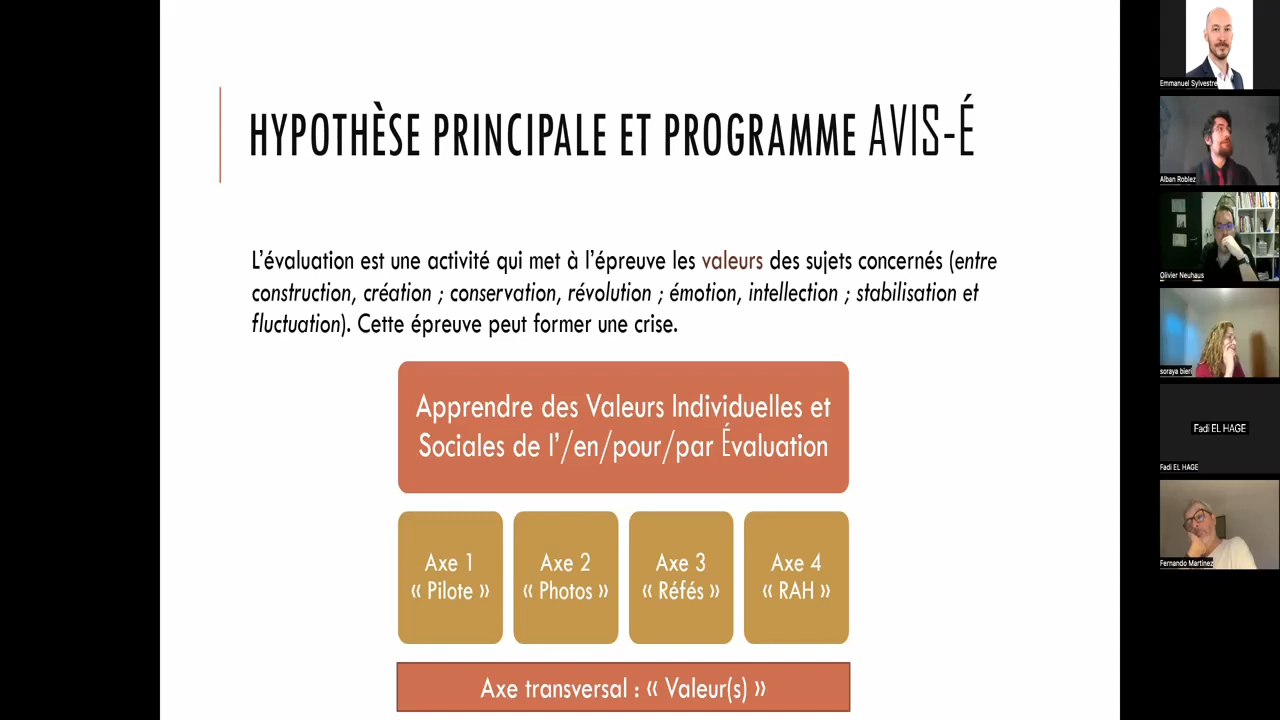 HYPOTHÈSE PRINCIPALE ET PROGRAMME AVIS-É
L'évaluation est une activité qui met à l'épreuve les valeurs des sujets concernés (entre
construction, création ; conservation, révolution ; émotion, intellection ; stabilisation et
fluctuation). Cette épreuve peut former une crise.
Apprendre des Valeurs Individuelles et
Sociales de l'/en/pour/par Évaluation
Axe 1
« Pilote »
Axe 2
« Photos »
Axe 3
« Référs »
Axe 4
« RAH »
Axe transversal : « Valeur(s) »
Emmanuel Sylvestre
Alban Roblez
Olivier Neuhaus
soraya bieri
Fadi EL HAGE
Fadi EL HAGE
Fernando Martinez